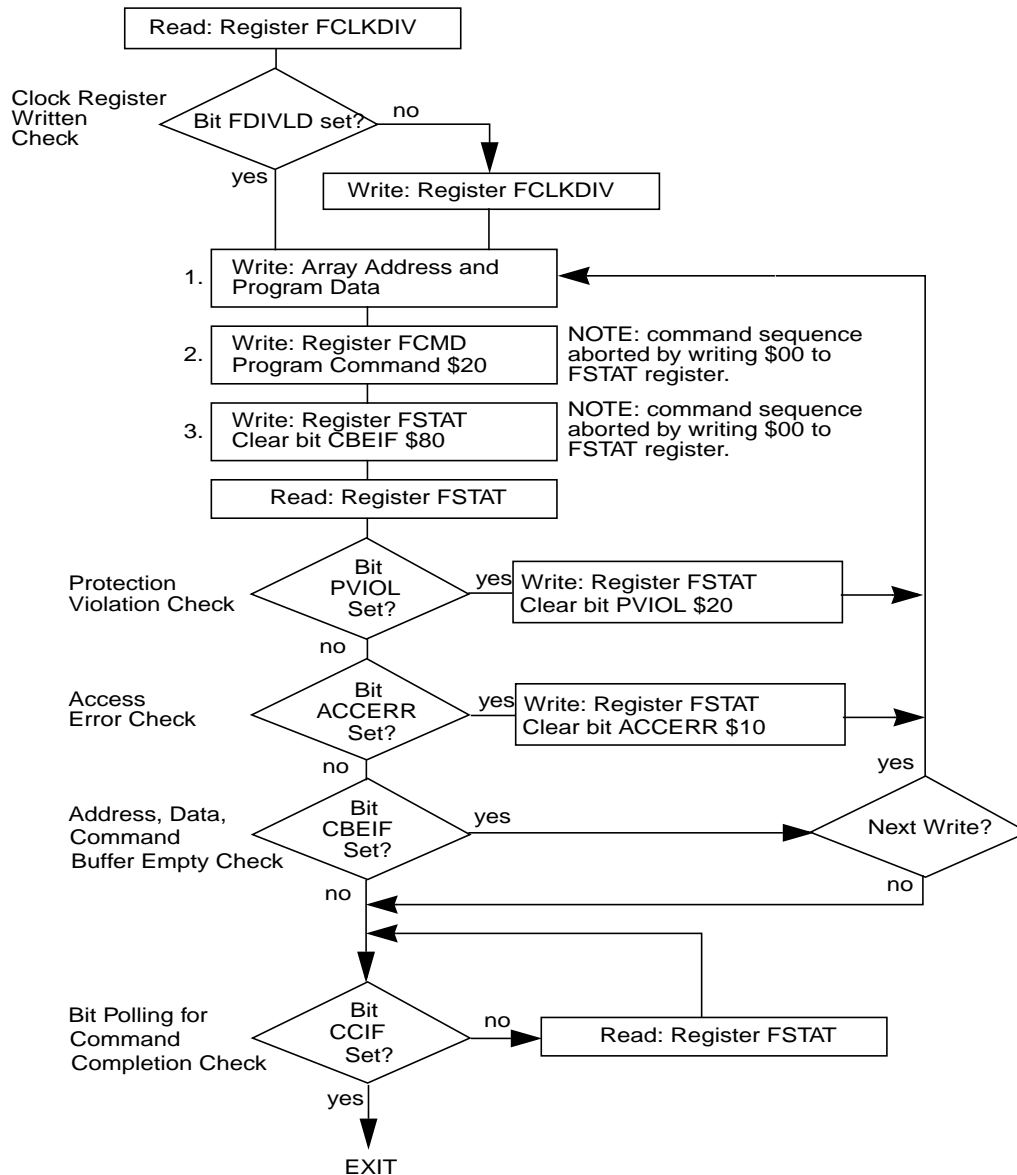 Read: Register FCLKDIV
Clock Register
Written
Check
Bit FDIVLD set?
no
yes
Write: Register FCLKDIV
1.
Write: Array Address and
Program Data
2.
Write: Register FCMD
Program Command $20
NOTE: command sequence
aborted by writing $00 to
FSTAT register.
3.
Write: Register FSTAT
Clear bit CBEIF $80
NOTE: command sequence
aborted by writing $00 to
FSTAT register.
Read: Register FSTAT
Protection
Violation Check
Bit
PVIOL
Set?
yes
Write: Register FSTAT
Clear bit PVIOL $20
no
Access
Error Check
Bit
ACCERR
Set?
yes
Write: Register FSTAT
Clear bit ACCERR $10
no
yes
Address, Data,
Command
Buffer Empty Check
Bit
CBEIF
Set?
yes
Next Write?
no
no
Bit Polling for
Command
Completion Check
Bit
CCIF
Set?
no
Read: Register FSTAT
yes
EXIT